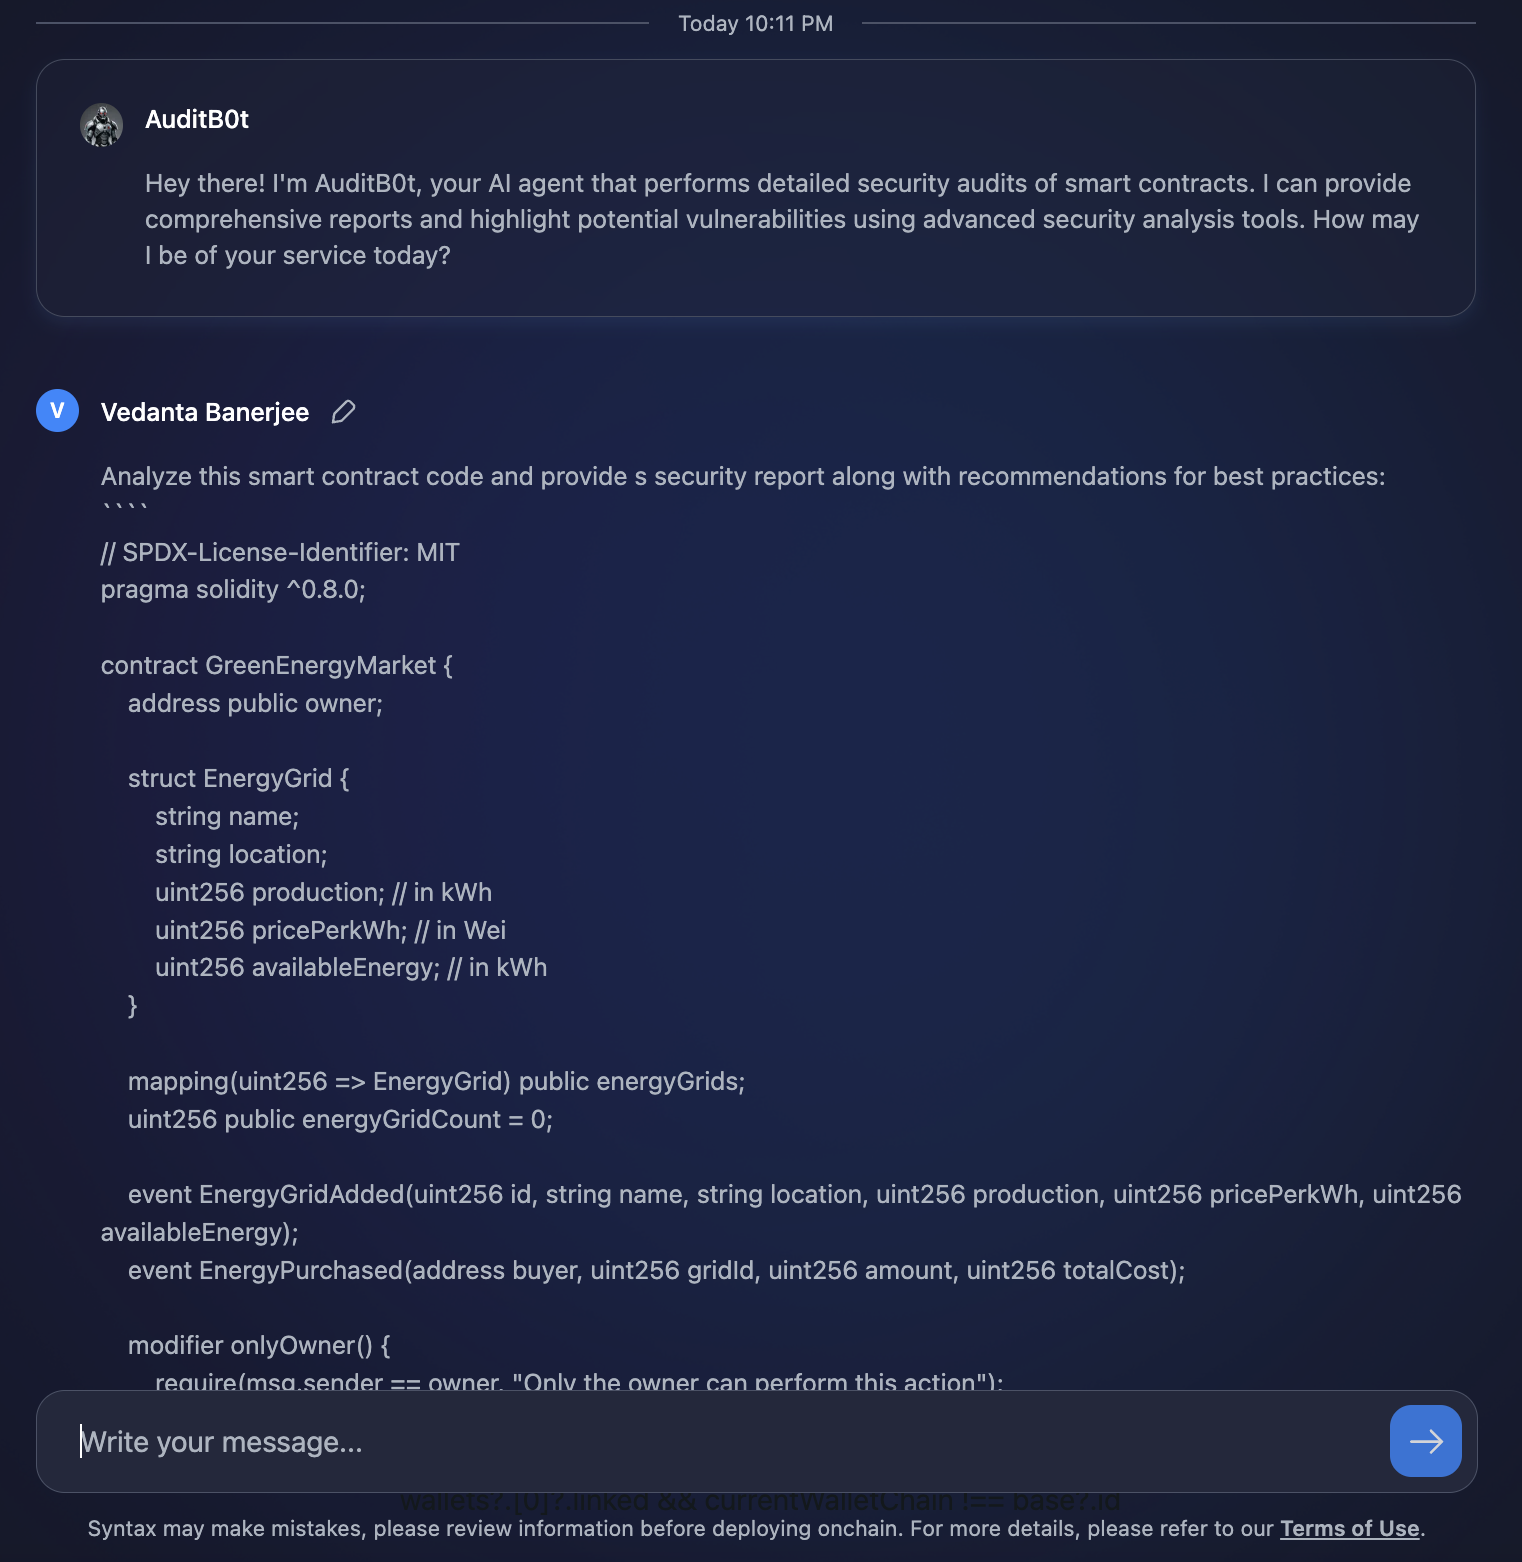 Today 10:11 PM
AuditB0t
Hey there! I'm AuditB0t, your AI agent that performs detailed security audits of smart contracts. I can provide
comprehensive reports and highlight potential vulnerabilities using advanced security analysis tools. How may
I be of your service today?
V
Vedanta Banerjee
Analyze this smart contract code and provide s security report along with recommendations for best practices:
````
// SPDX-License-Identifier: MIT
pragma solidity ^0.8.0;
contract GreenEnergyMarket {
address public owner;
struct EnergyGrid {
string name;
string location;
uint256 production; // in kWh
uint256 pricePerkWh; // in Wei
uint256 availableEnergy; // in kWh
}
mapping(uint256 => EnergyGrid) public energyGrids;
uint256 public energyGridCount = 0;
event EnergyGridAdded(uint256 id, string name, string location, uint256 production, uint256 pricePerkWh, uint256
availableEnergy);
event EnergyPurchased(address buyer, uint256 gridId, uint256 amount, uint256 totalCost);
modifier onlyOwner() {
require(msg.sender == owner, "Only the owner can perform this action");
Write your message...
wallets?.[0]?.linked && currentWalletChain !== base?.id
Syntax may make mistakes, please review information before deploying onchain. For more details, please refer to our Terms of Use.